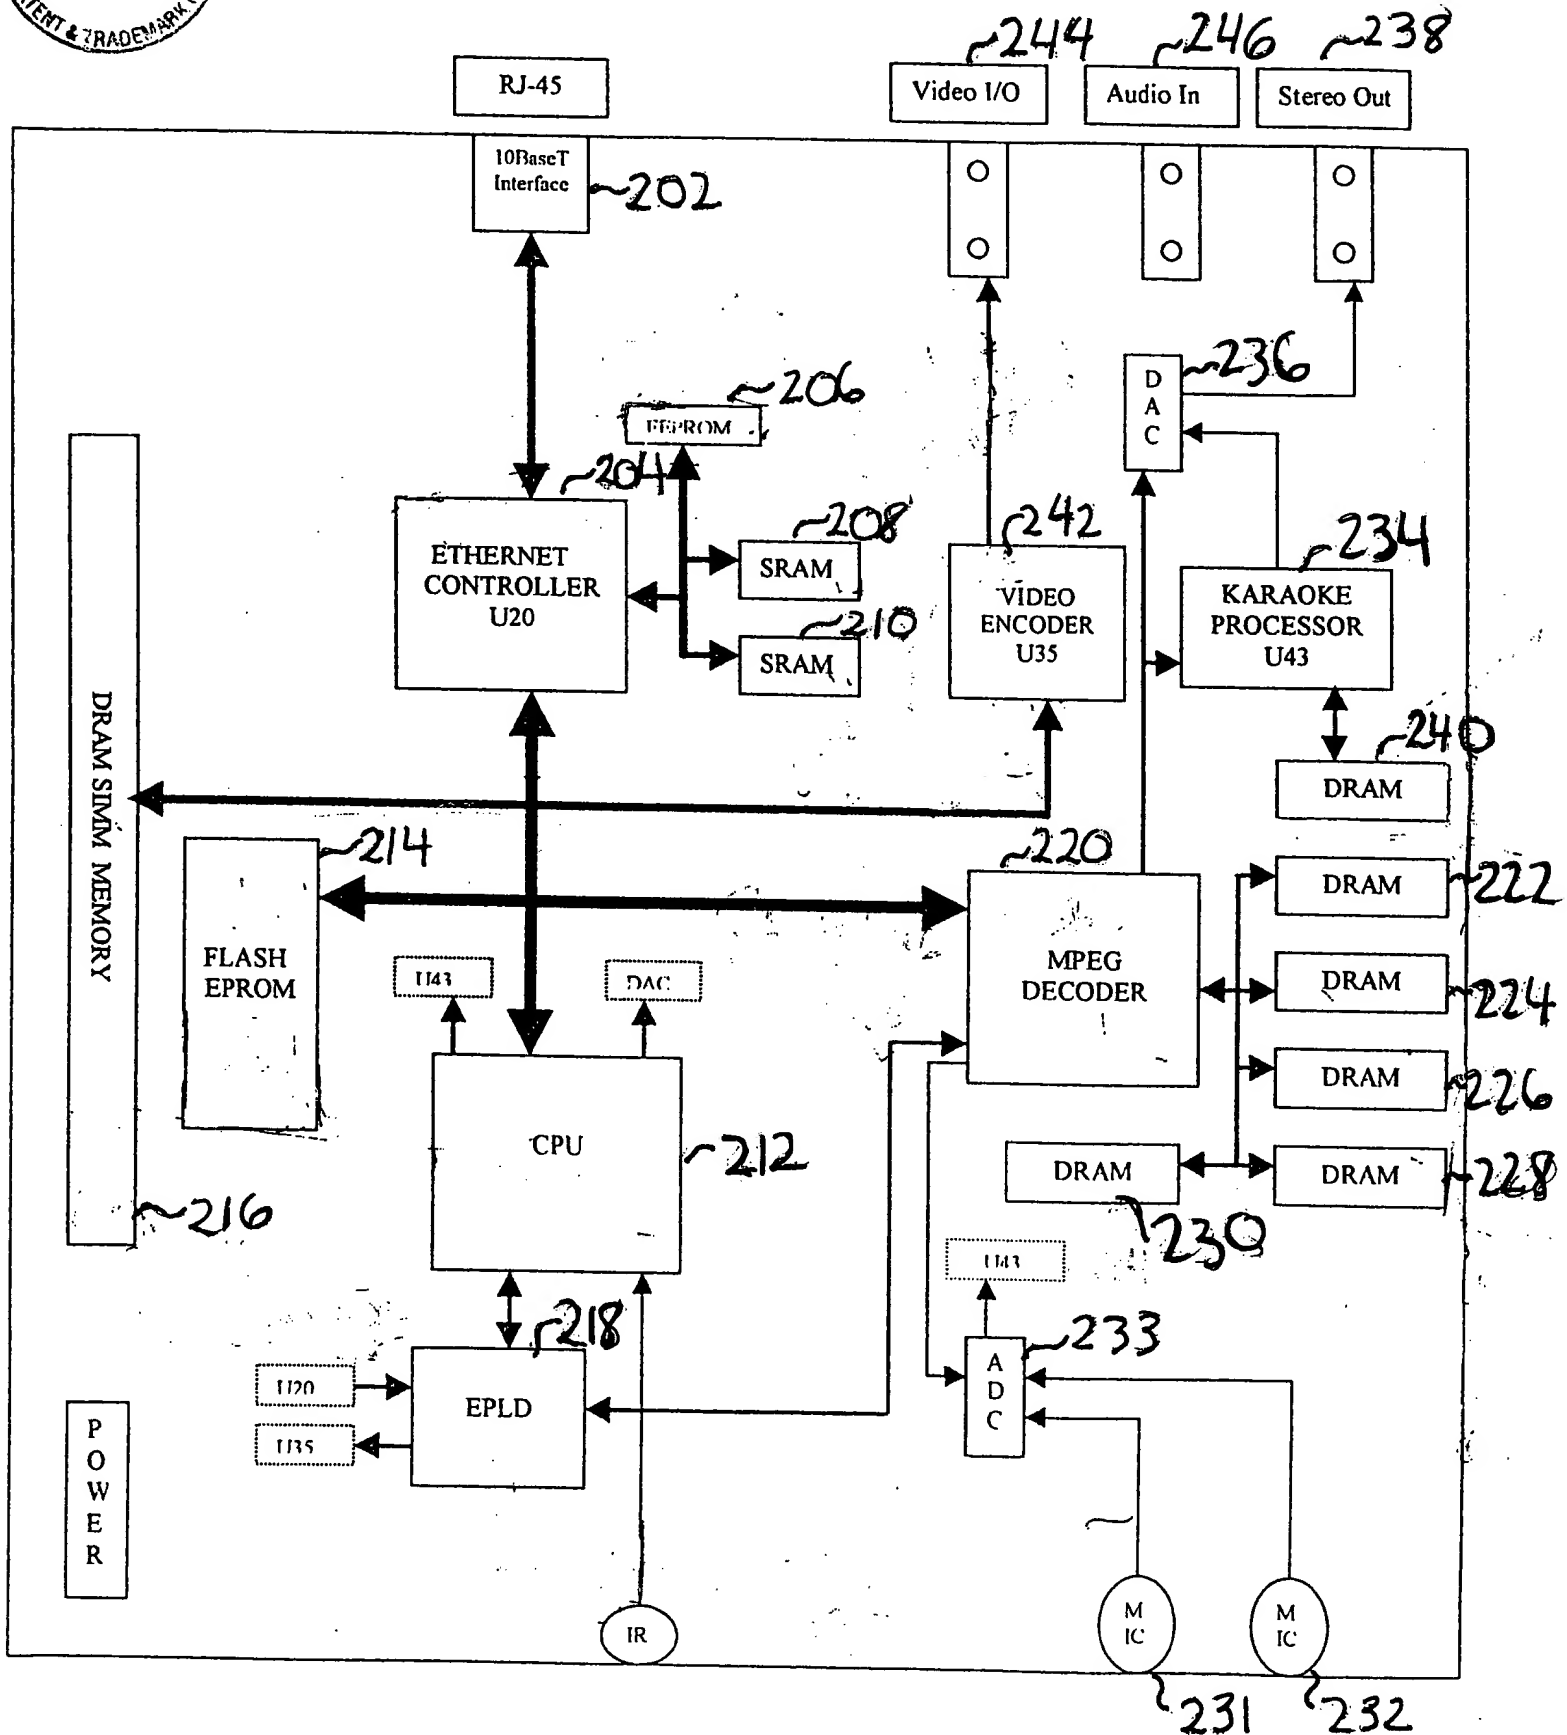 TENT & TRADEMARK
244
246
238
RJ-45
Video I/O
Audio In
Stereo Out
10BaseT
Interface
202
236
D
A
C
206
EEPROM
204
208
242
234
ETHERNET
CONTROLLER
U20
SRAM
VIDEO
ENCODER
U35
KARAOKE
PROCESSOR
U43
210
SRAM
240
DRAM
DRAM SIMM MEMORY
214
220
DRAM
222
FLASH
EPROM
U43
DAC
MPEG
DECODER
DRAM
224
DRAM
226
CPU
212
DRAM
DRAM
228
216
230
U43
218
233
A
D
C
U20
EPLD
U35
P
O
W
E
R
IR
M
IC
M
IC
231
232